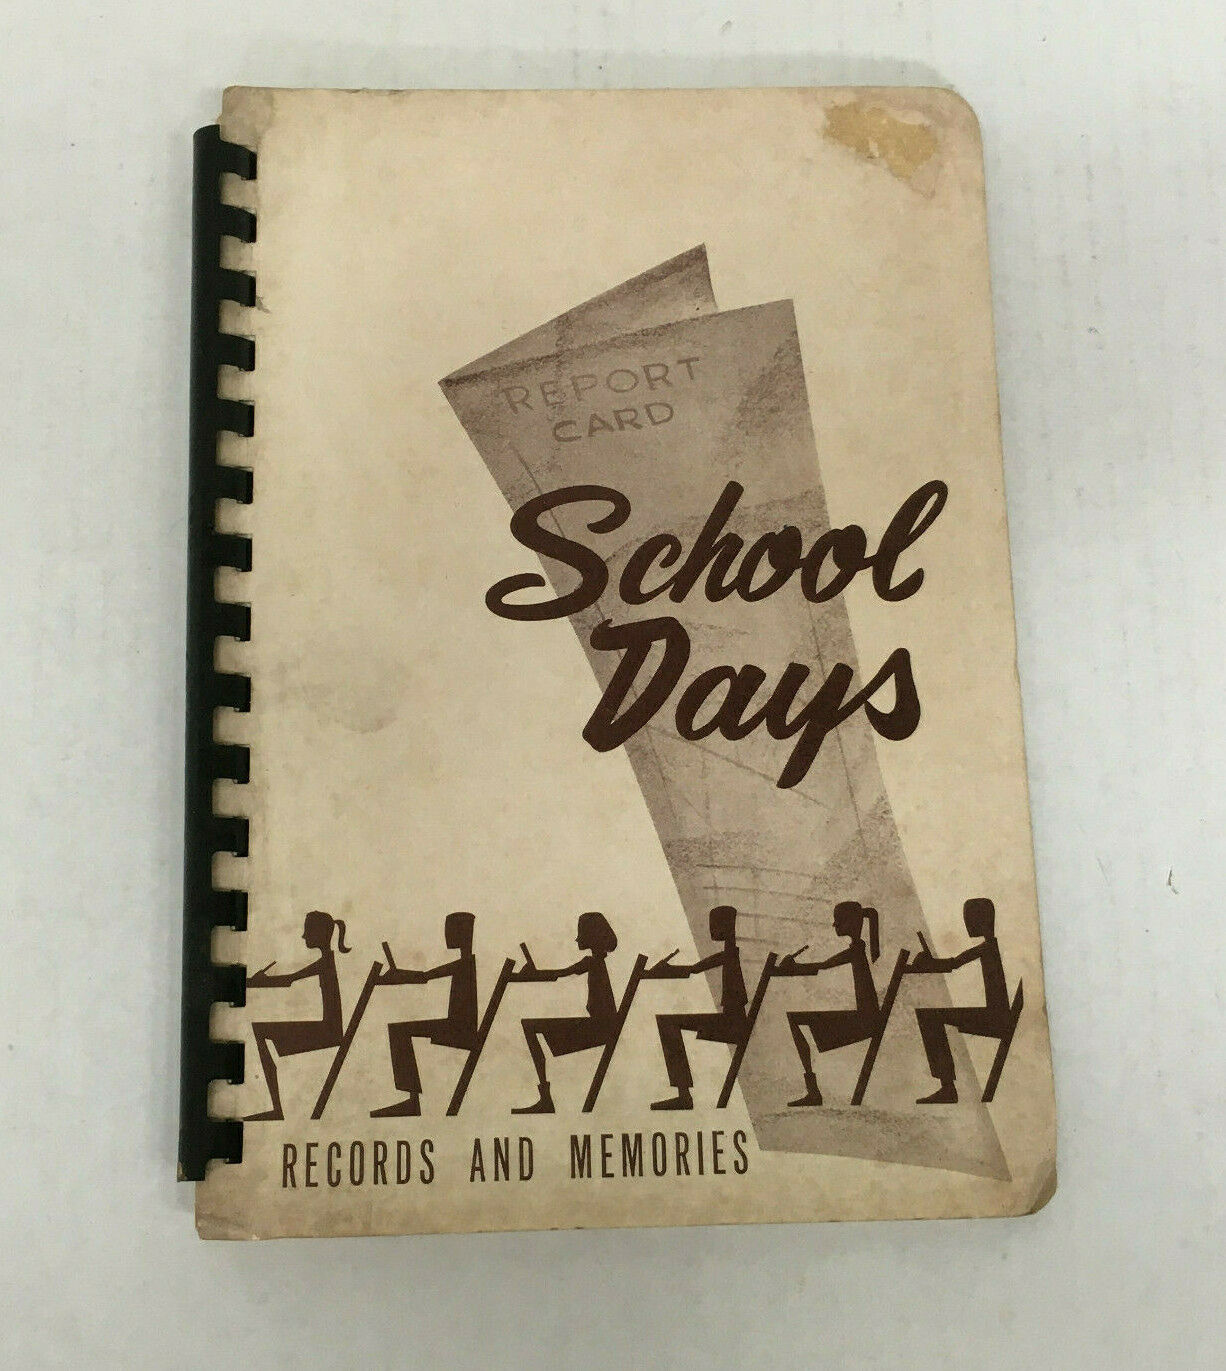 REPORT
CARD
School
Days
RECORDS AND MEMORIES